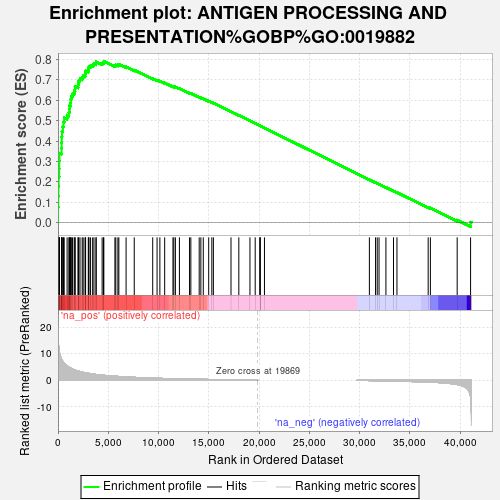 Enrichment plot: ANTIGEN PROCESSING AND
PRESENTATION%GOBP%GO:0019882
Enrichment score (ES)
0.8
0.7
0.6
0.5
0.4
0.3
0.2
0.1
0.0
'na_pos' (positively correlated)
Ranked list metric (PreRanked)
20
10
0
-10
Zero cross at 19869
'na_neg' (negatively correlated)
0 5,000 10,000 15,000 20,000 25,000 30,000 35,000 40,000
Rank in Ordered Dataset
Enrichment profile Hits Ranking metric scores